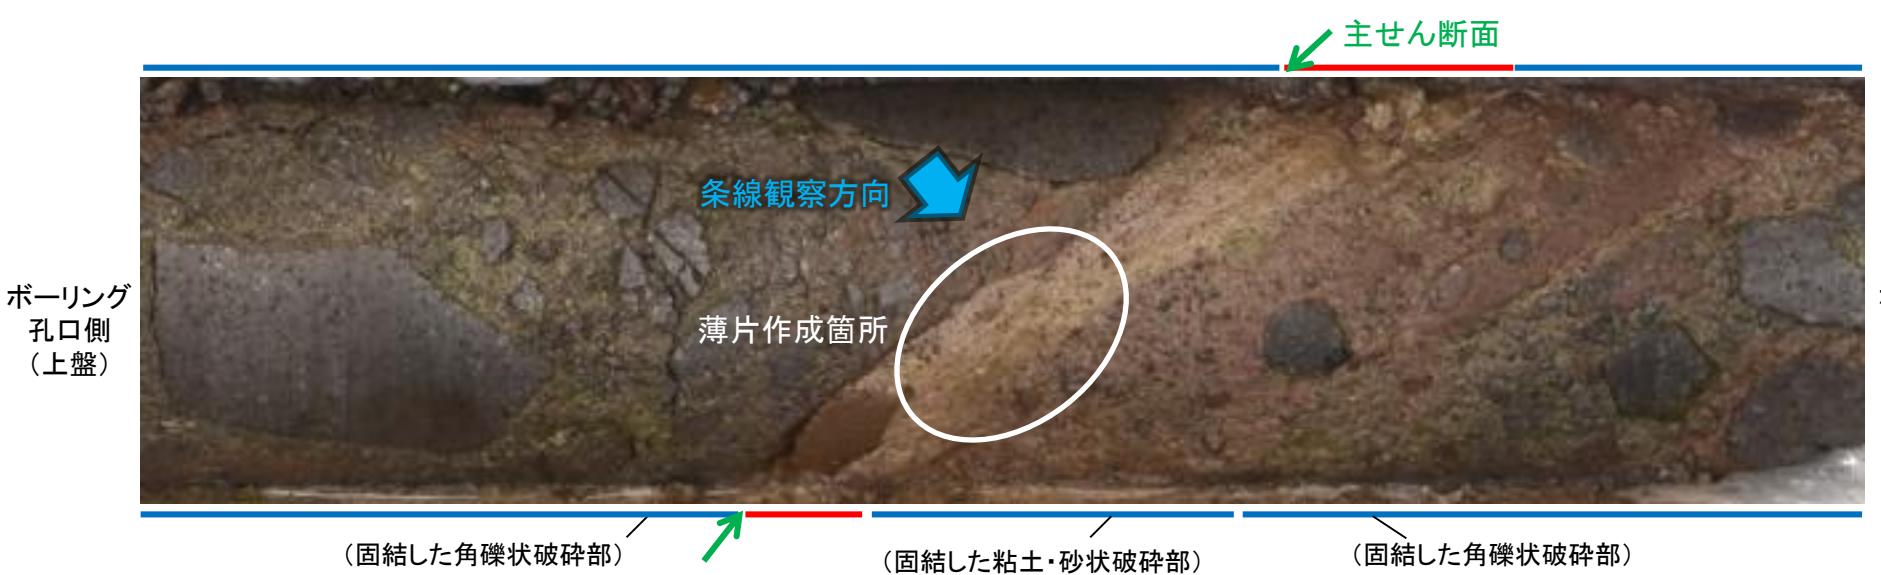 主せん断面
条線観察方向
ボーリング
孔口側
（上盤）
薄片作成箇所
（固結した角礫状破砕部）
（固結した粘土・砂状破砕部）
（固結した角礫状破砕部）